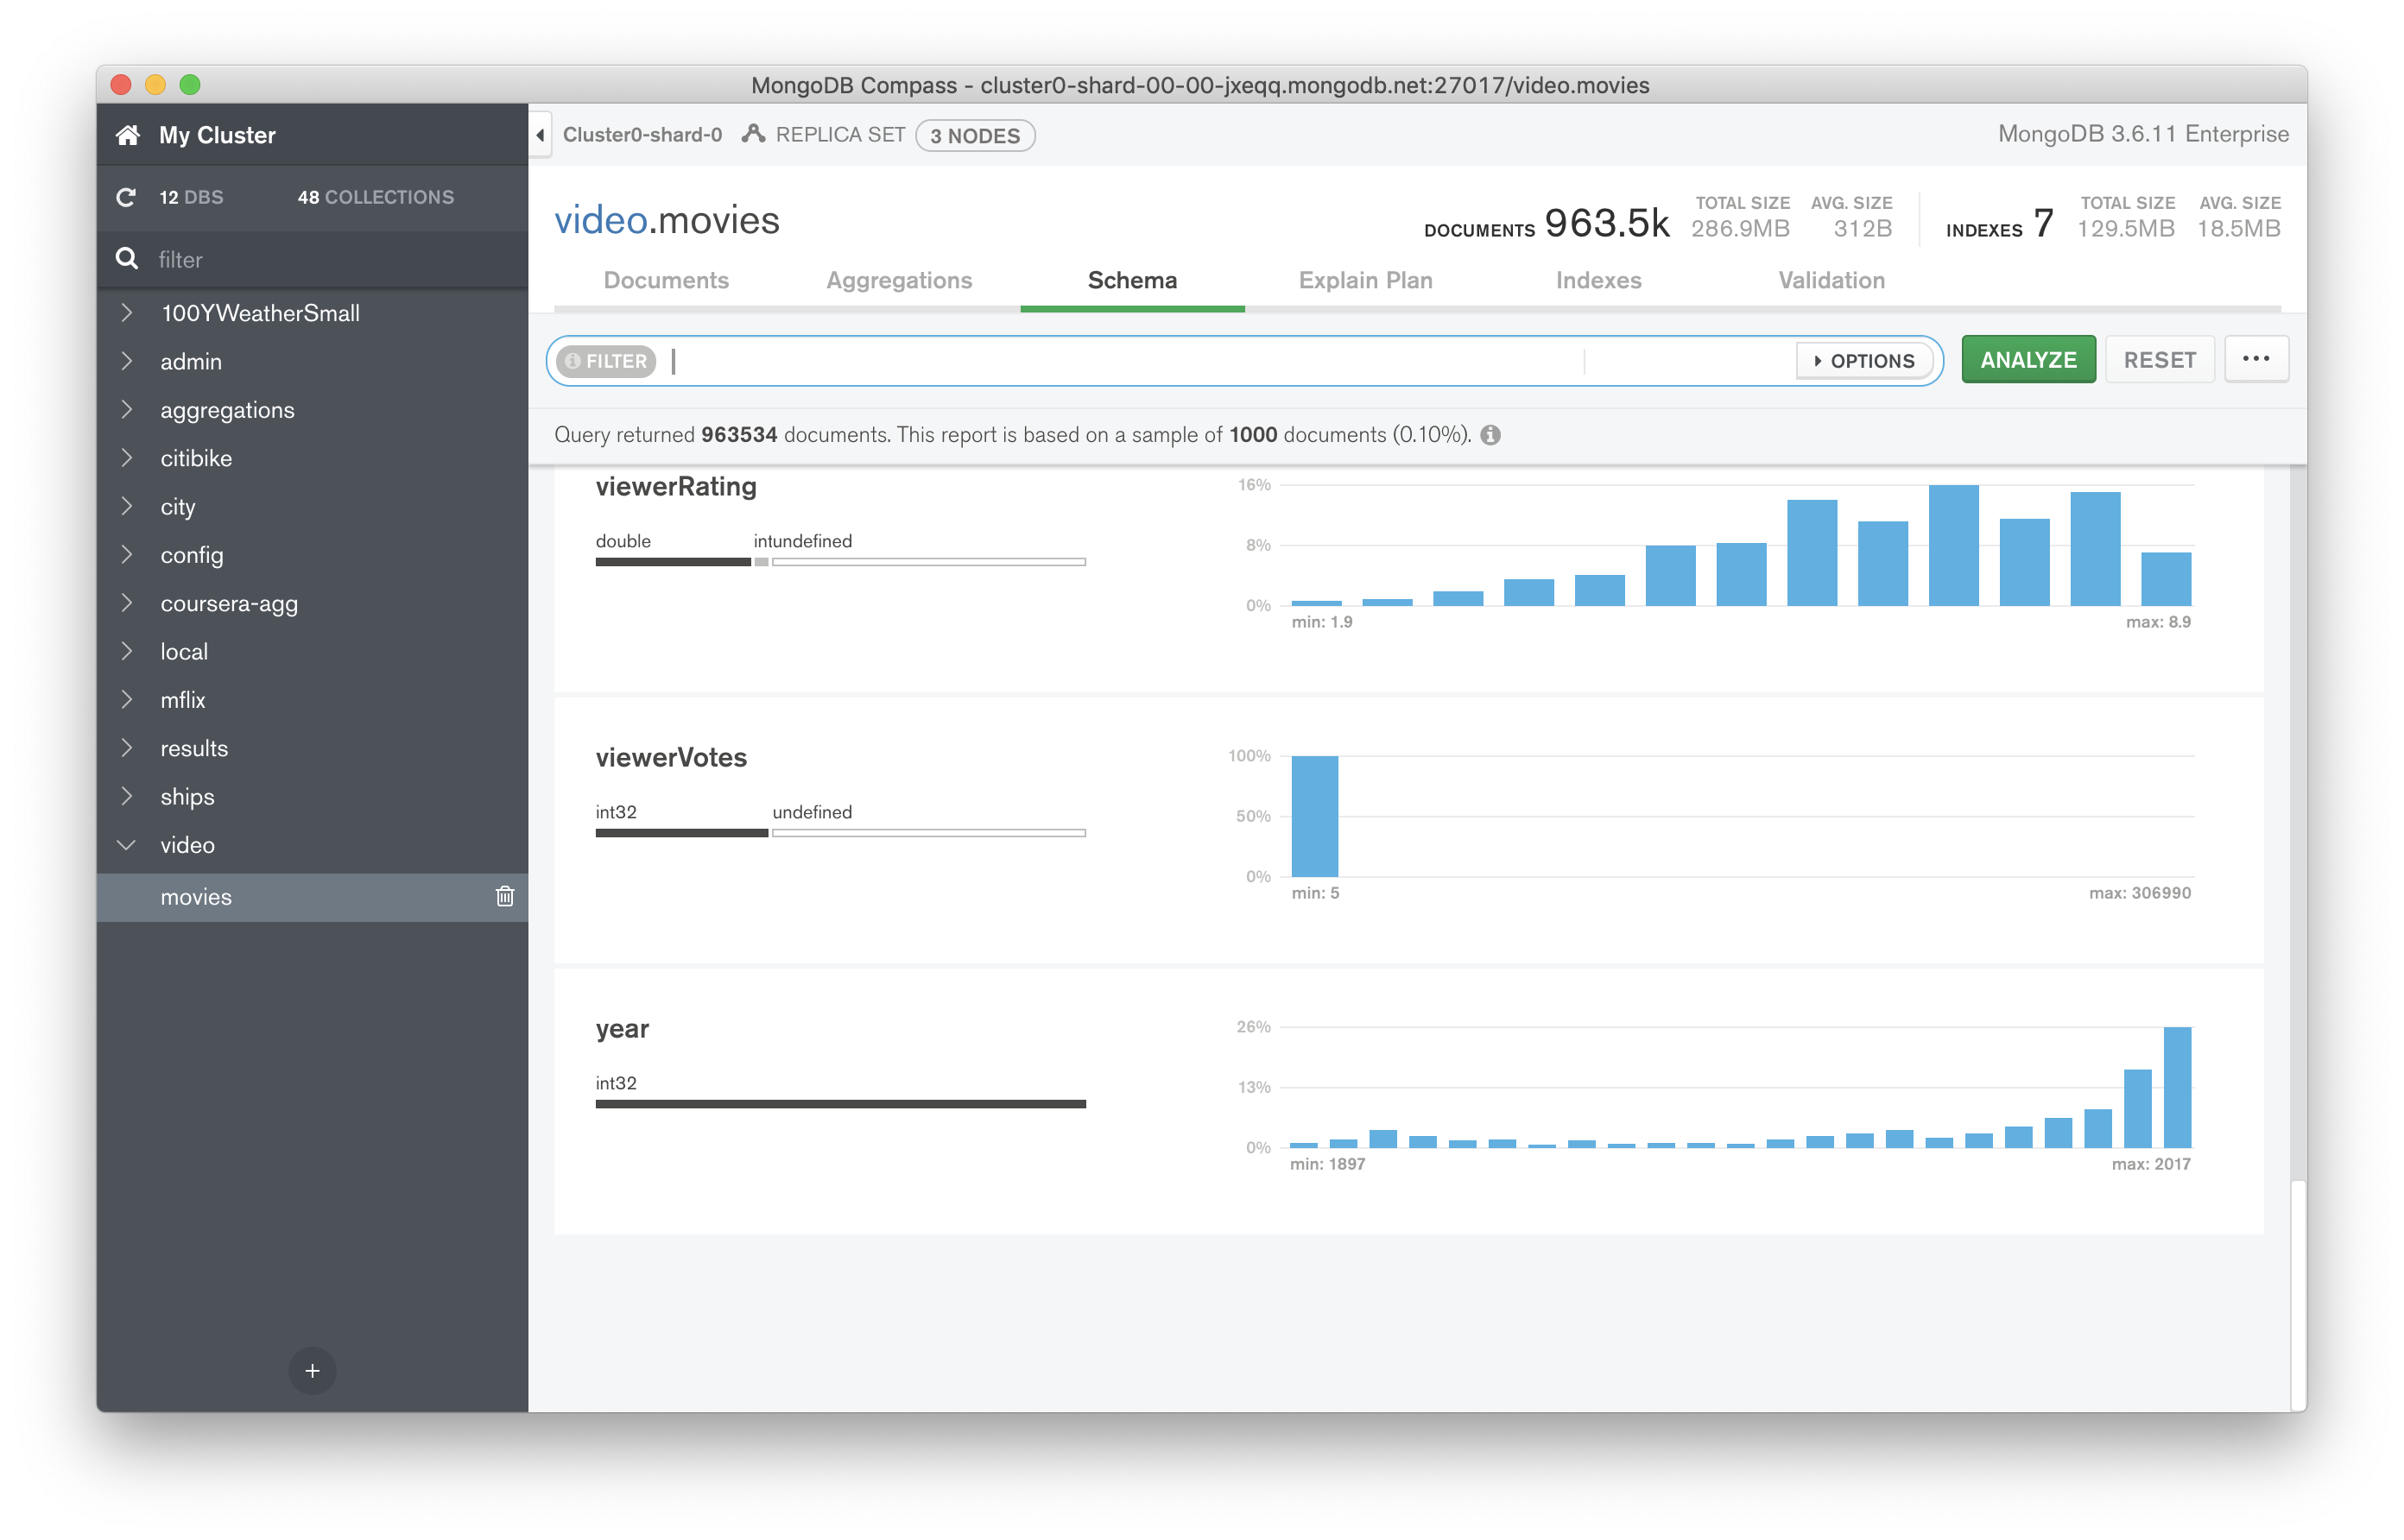 MongoDB Compass - cluster0-shard-00-00-jxeqq.mongodb.net:27017/video.movies
My Cluster
12 DBS 48 COLLECTIONS
filter
100YWeatherSmall
admin
aggregations
citibike
city
config
coursera-agg
local
mflix
results
ships
video
movies
+
Cluster0-shard-0 REPLICA SET 3 NODES MongoDB 3.6.11 Enterprise
video.movies
DOCUMENTS 963.5k TOTAL SIZE 286.9MB AVG. SIZE 312B INDEXES 7 TOTAL SIZE 129.5MB AVG. SIZE 18.5MB
Documents Aggregations Schema Explain Plan Indexes Validation
FILTER OPTIONS ANALYZE RESET ...
Query returned 963534 documents. This report is based on a sample of 1000 documents (0.10%).
viewerRating
double intundefined
16%
8%
0%
min: 1.9 max: 8.9
viewerVotes
int32 undefined
100%
50%
0%
min: 5 max: 306990
year
int32
26%
13%
0%
min: 1897 max: 2017